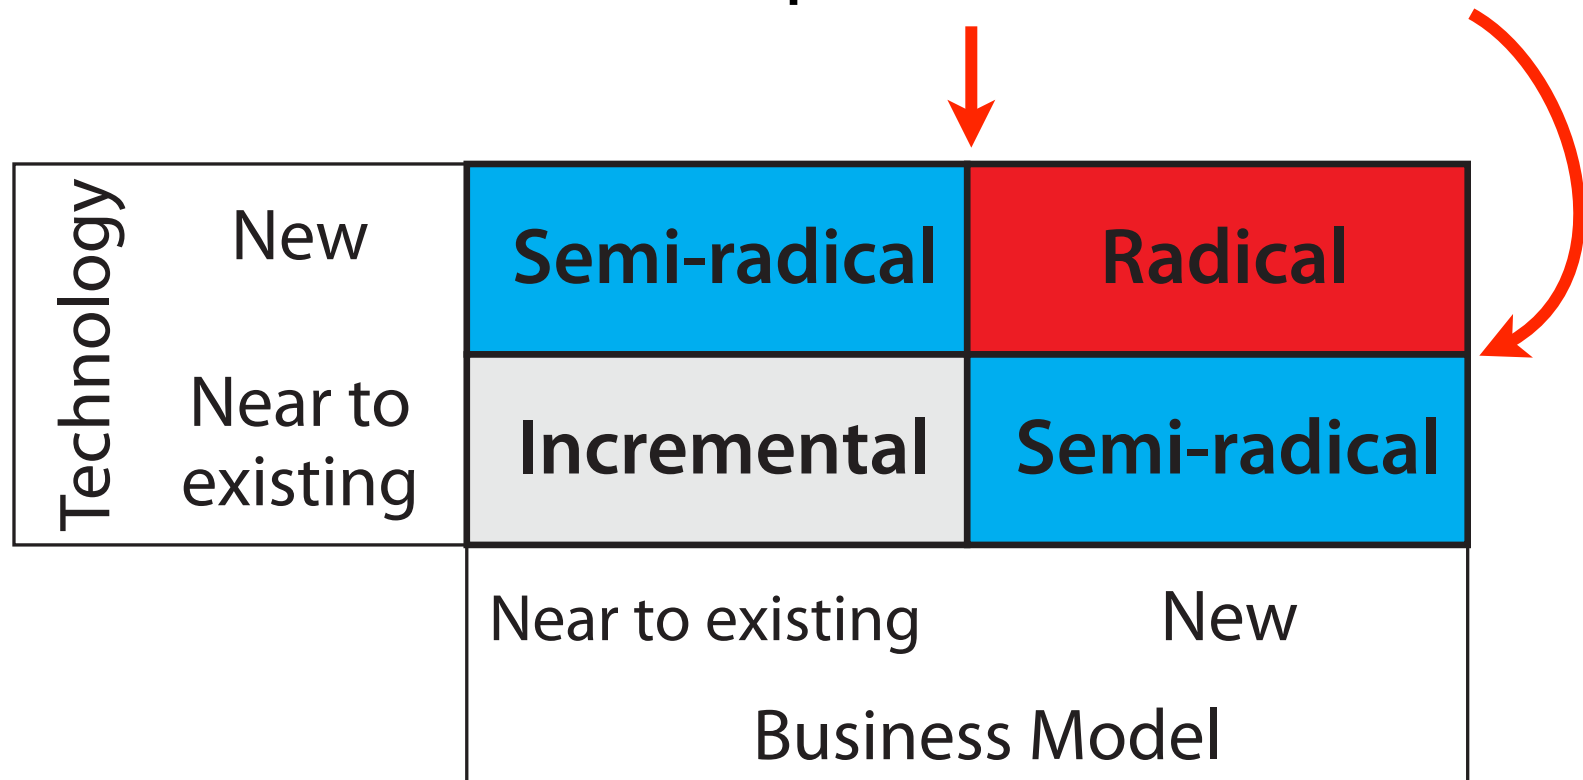 Technology
New
Semi-radical
Radical
Near to
existing
Incremental
Semi-radical
Near to existing
New
Business Model